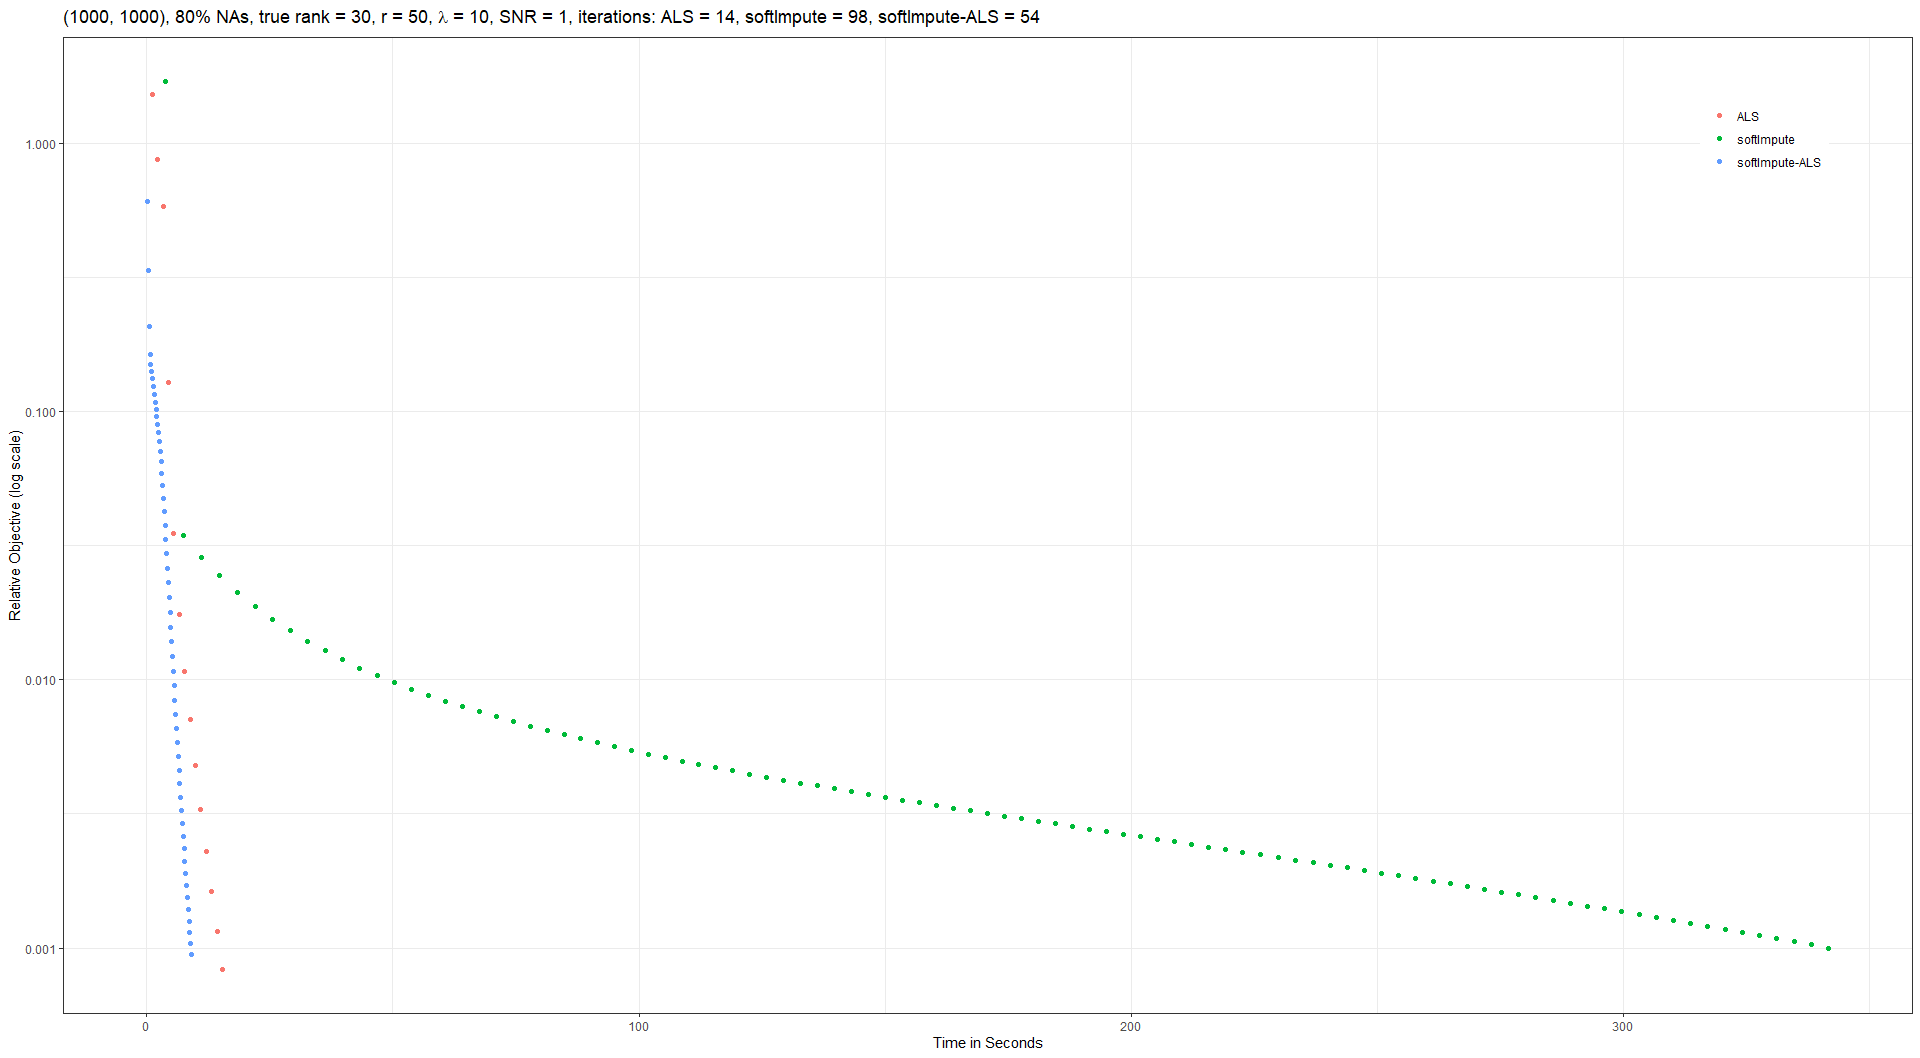 (1000, 1000), 80% NAs, true rank = 30, r = 50, λ = 10, SNR = 1, iterations: ALS = 14, softImpute = 98, softImpute-ALS = 54
ALS
softImpute
softImpute-ALS
Relative Objective (log scale)
1.000
0.100
0.010
0.001
0
100
200
300
Time in Seconds